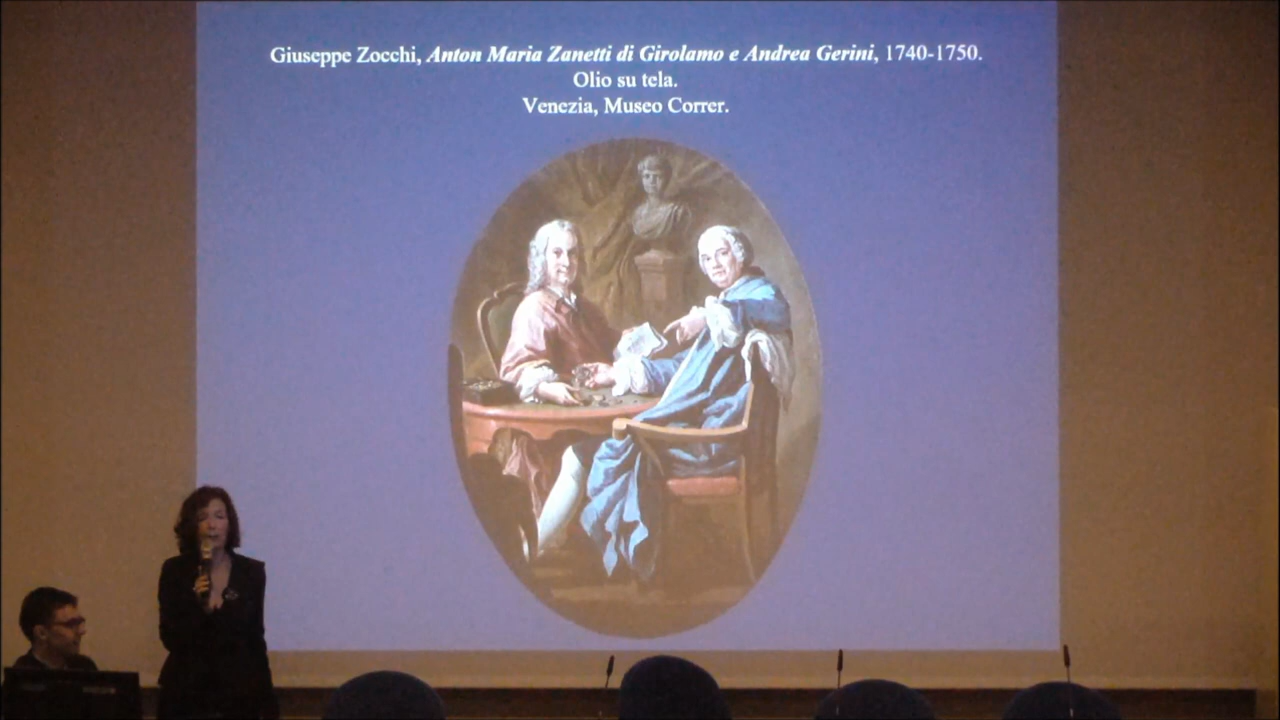 Giuseppe Zocchi, Anton Maria Zanetti di Girolamo e Andrea Gerini, 1740-1750.
Olio su tela.
Venezia, Museo Correr.